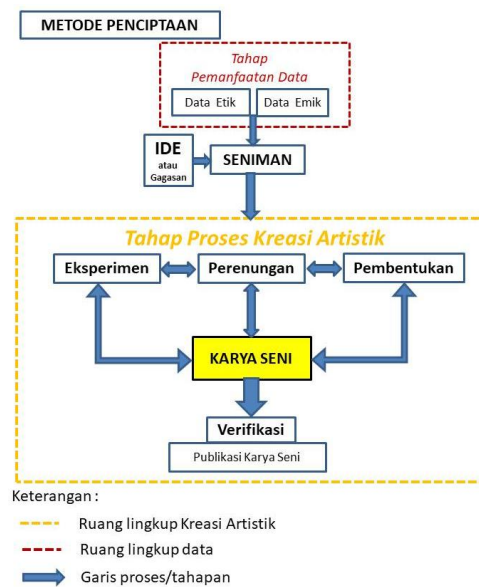 METODE PENCIPTAAN
Tahap
Pemanfaatan Data
Data Etik
Data Emik
IDE
atau
Gagasan
SENIMAN
Tahap Proses Kreasi Artistik
Eksperimen
Perenungan
Pembentukan
KARYA SENI
Verifikasi
Publikasi Karya Seni
Keterangan :
Ruang lingkup Kreasi Artistik
Ruang lingkup data
Garis proses/tahapan